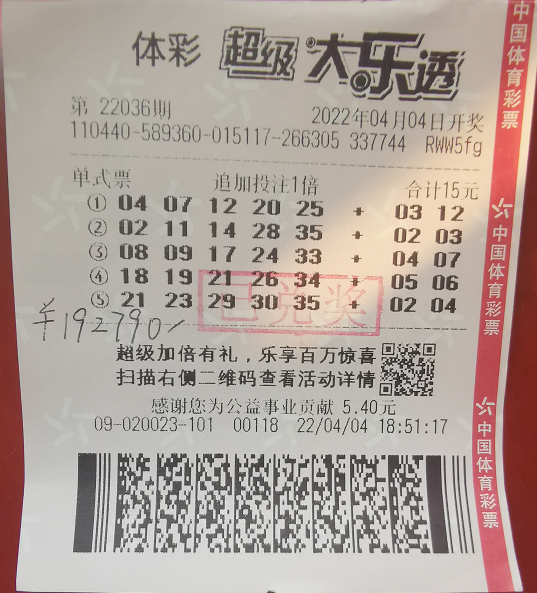 体彩 超级大乐透
第 22036期 2022年04月04日开奖
110440-589360-015117-266305 337744 RWW5fg
单式票 追加投注1倍 合计15元
① 04 07 12 20 25 + 03 12
② 02 11 14 28 35 + 02 03
③ 08 09 17 24 33 + 04 07
④ 18 19 21 26 34 + 05 06
⑤ 21 23 29 30 35 + 02 04
已兑奖
¥192790/
超级加倍有礼，乐享百万惊喜
扫描右侧二维码查看活动详情
感谢您为公益事业贡献 5.40元
09-020023-101 00118 22/04/04 18:51:17
中国体育彩票
中国体育彩票
中国体育彩票